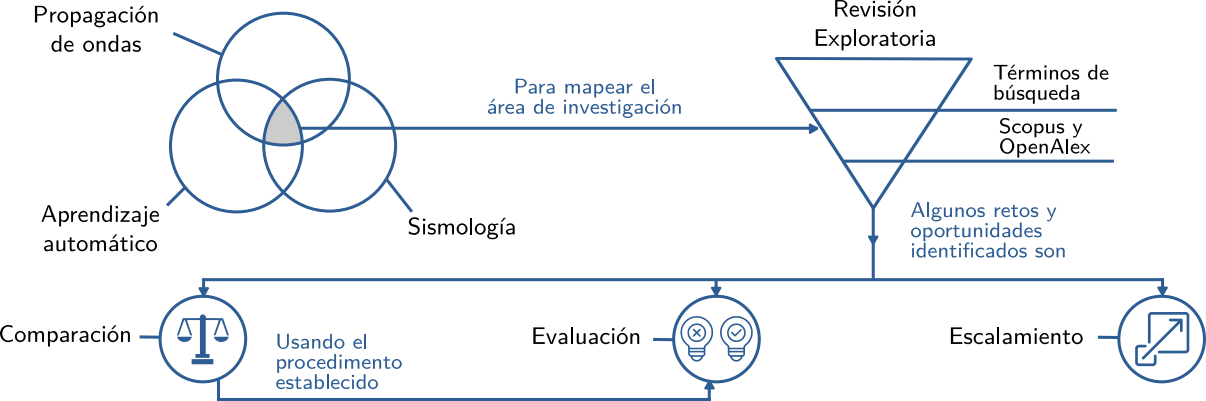 Propagación
de ondas
Aprendizaje
automático
Sismología
Para mapear el
área de investigación
Revisión
Exploratoria
Términos de
búsqueda
Scopus y
OpenAlex
Algunos retos y
oportunidades
identificados son
Comparación
Usando el
procedimento
establecido
Evaluación
Escalamiento